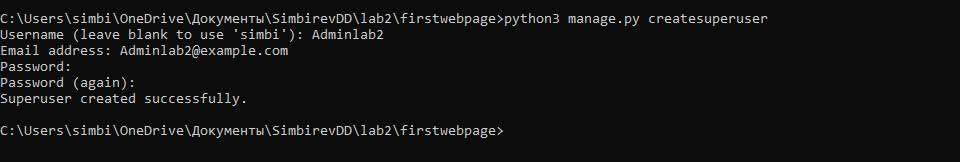 C:\Users\simbi\OneDrive\Документы\SimbirevDD\lab2\firstwebpage>python3 manage.py createsuperuser
Username (leave blank to use 'simbi'): Adminlab2
Email address: Adminlab2@example.com
Password:
Password (again):
Superuser created successfully.
C:\Users\simbi\OneDrive\Документы\SimbirevDD\lab2\firstwebpage>